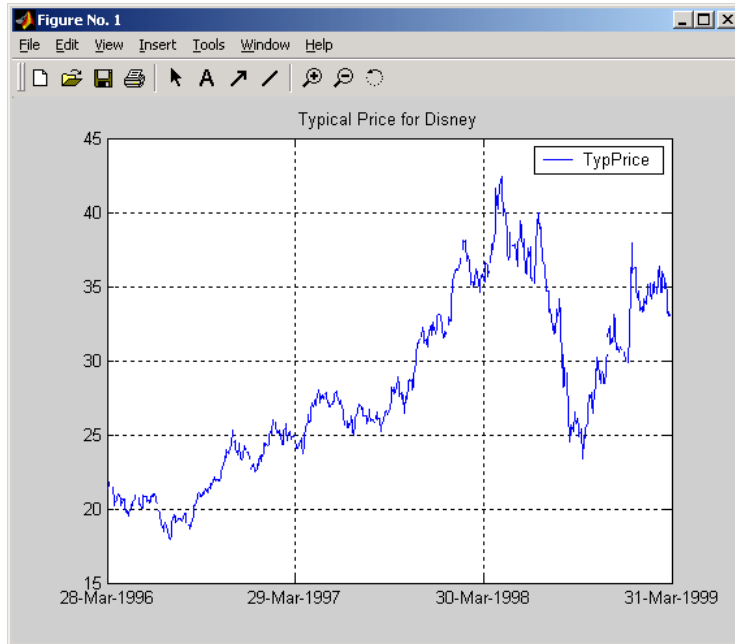 Figure No. 1
File Edit View Insert Tools Window Help
A
Typical Price for Disney
TypPrice
45
40
35
30
25
20
15
28-Mar-1996 29-Mar-1997 30-Mar-1998 31-Mar-1999